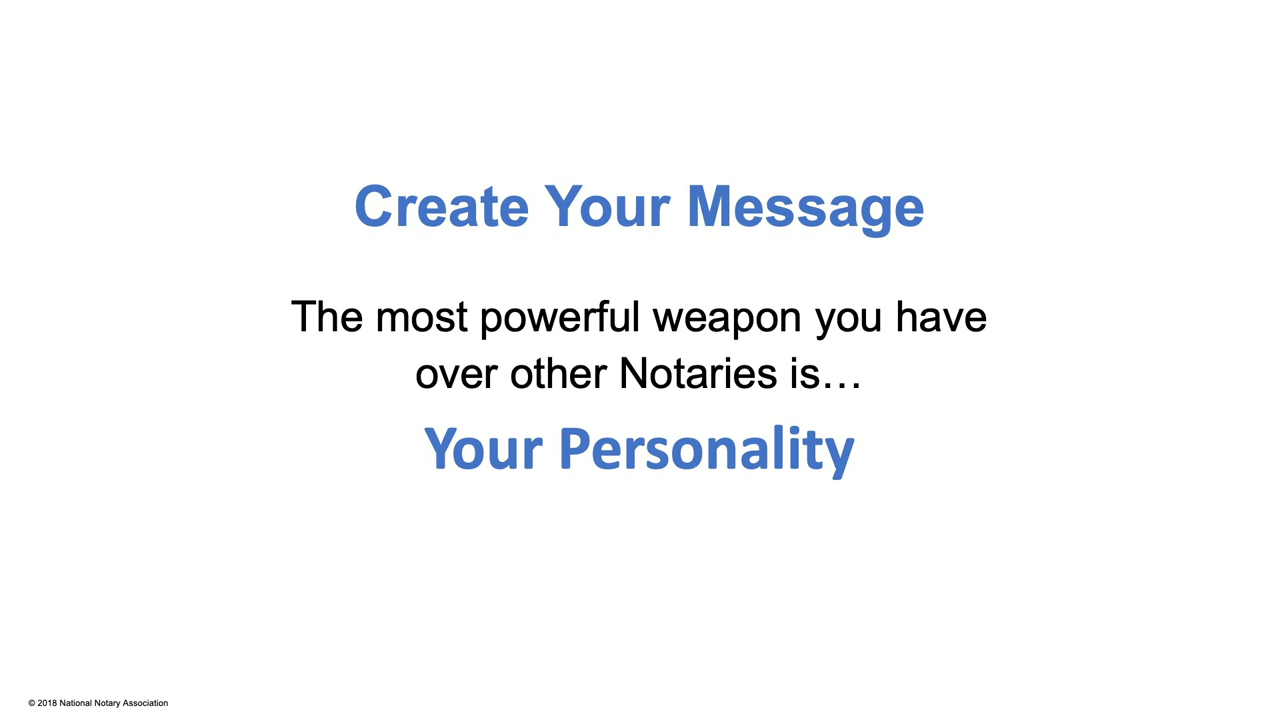 Create Your Message
The most powerful weapon you have
over other Notaries is…
Your Personality
© 2018 National Notary Association